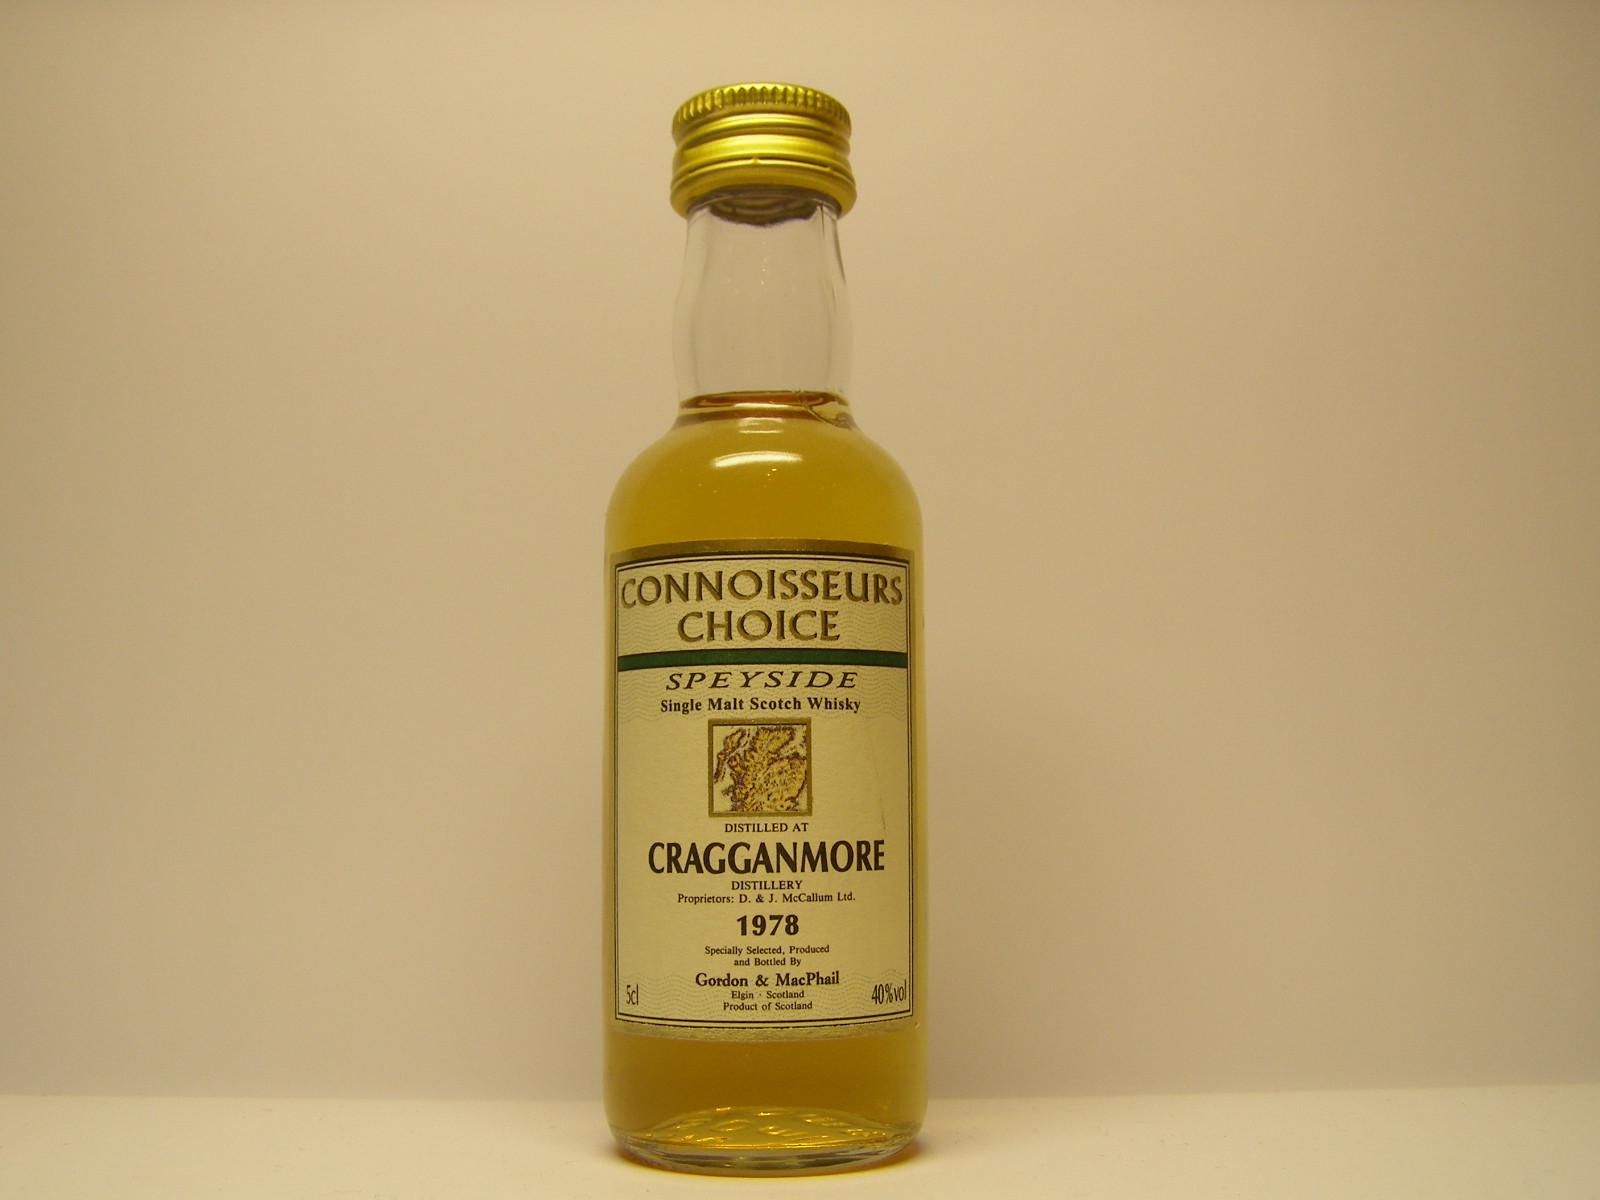 CONNOISSEURS
CHOICE
SPEYSIDE
Single Malt Scotch Whisky
DISTILLED AT
CRAGGANMORE
DISTILLERY
Proprietors: D. & J. McCallum Ltd.
1978
Specially Selected, Produced
and Bottled By
Gordon & MacPhail
Elgin · Scotland
Product of Scotland
5cl
40%vol